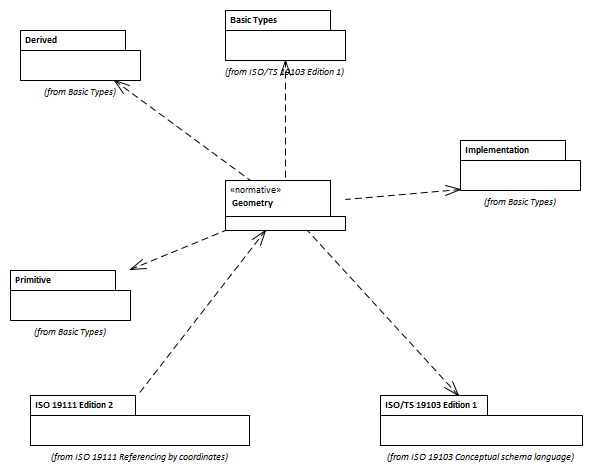 Basic Types
(from ISO/TS 19103 Edition 1)
Derived
(from Basic Types)
Implementation
(from Basic Types)
«normative»
Geometry
Primitive
(from Basic Types)
ISO 19111 Edition 2
(from ISO 19111 Referencing by coordinates)
ISO/TS 19103 Edition 1
(from ISO 19103 Conceptual schema language)